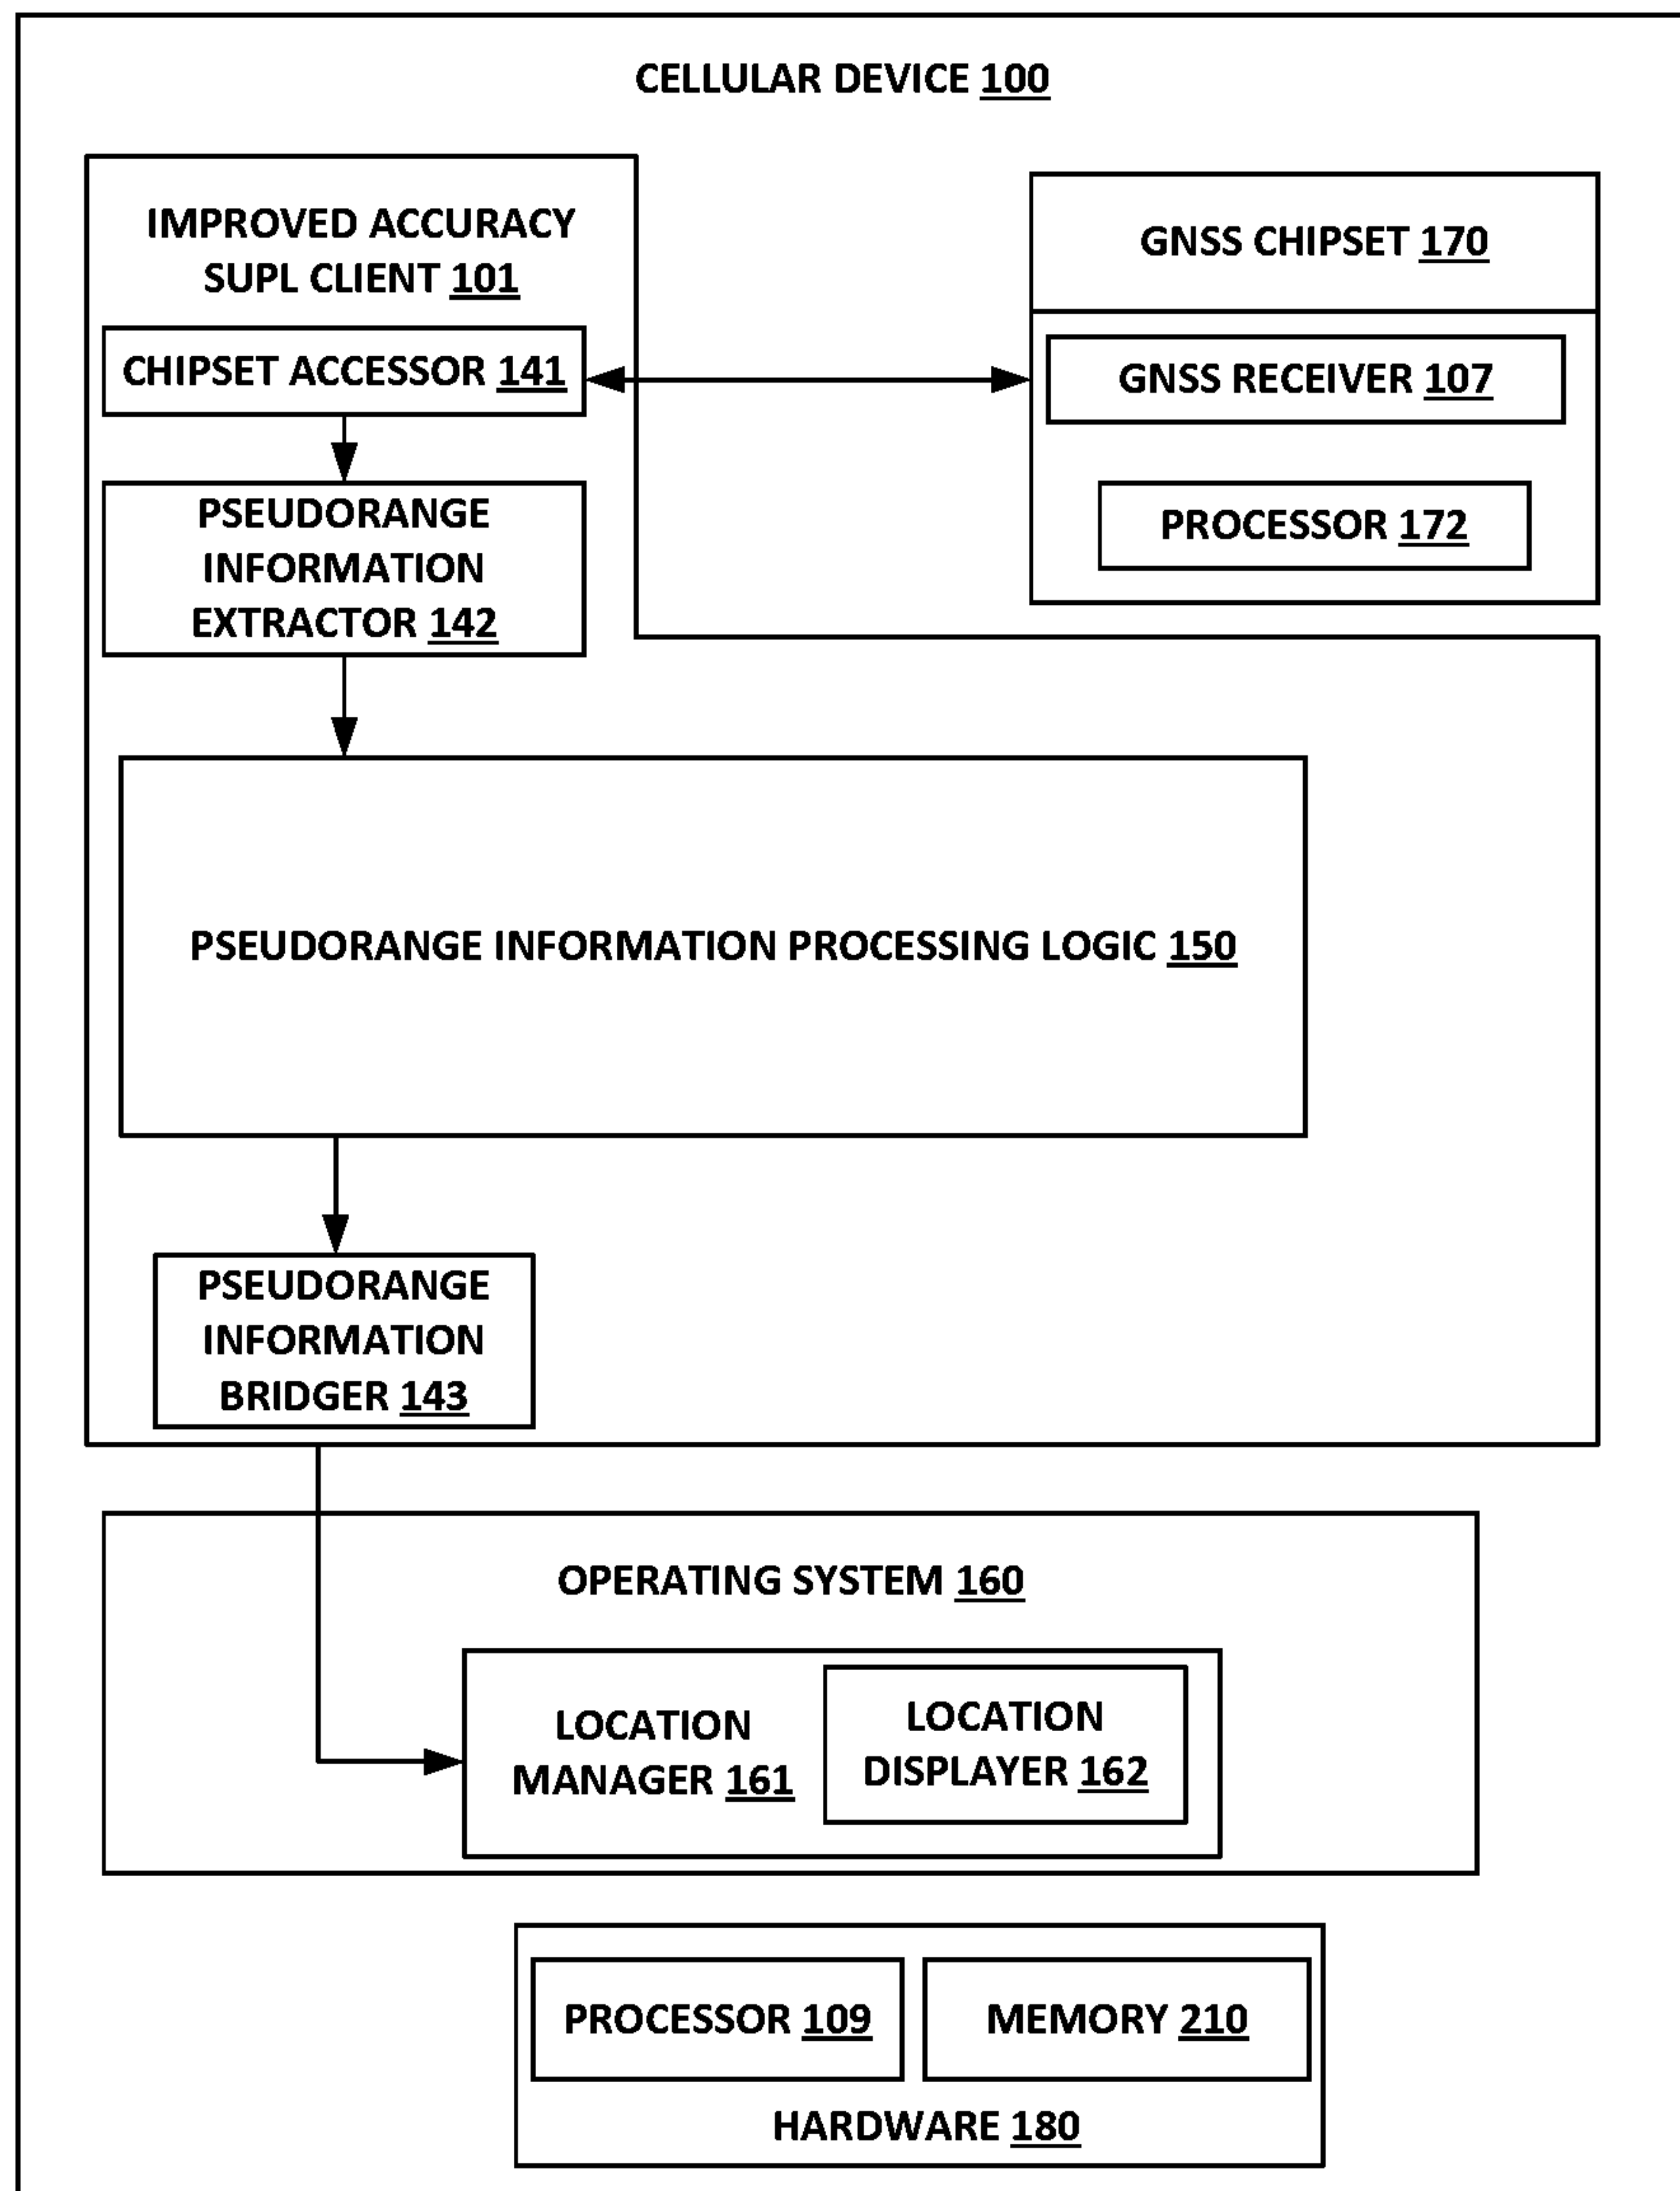 CELLULAR DEVICE 100
IMPROVED ACCURACY
SUPL CLIENT 101
CHIPSET ACCESSOR 141
PSEUDORANGE
INFORMATION
EXTRACTOR 142
GNSS CHIPSET 170
GNSS RECEIVER 107
PROCESSOR 172
PSEUDORANGE INFORMATION PROCESSING LOGIC 150
PSEUDORANGE
INFORMATION
BRIDGER 143
OPERATING SYSTEM 160
LOCATION
MANAGER 161
LOCATION
DISPLAYER 162
PROCESSOR 109
MEMORY 210
HARDWARE 180